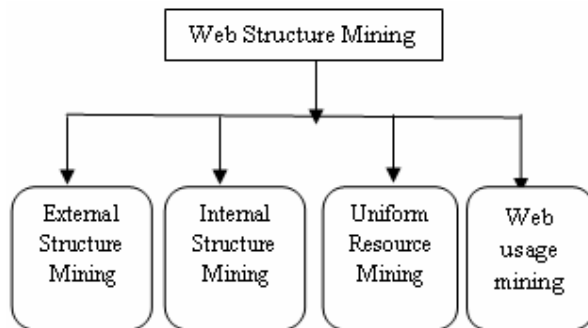 Web Structure Mining
External
Structure
Mining
Internal
Structure
Mining
Uniform
Resource
Mining
Web
usage
mining